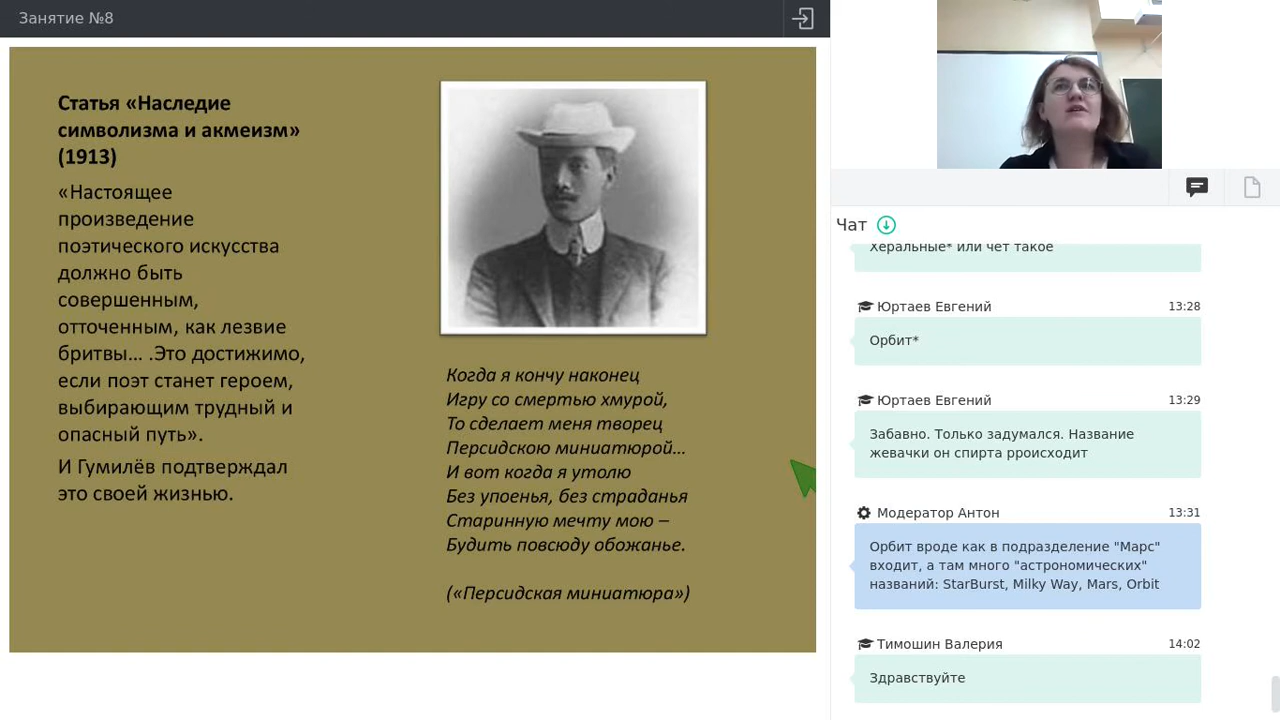 Занятие №8
Статья «Наследие
символизма и акмеизм»
(1913)
«Настоящее
произведение
поэтического искусства
должно быть
совершенным,
отточенным, как лезвие
бритвы... .Это достижимо,
если поэт станет героем,
выбирающим трудный и
опасный путь».
И Гумилёв подтверждал
это своей жизнью.
Когда я кончу наконец
Игру со смертью хмурой,
То сделает меня творец
Персидскою миниатюрой...
И вот когда я утолю
Без упоенья, без страданья
Старинную мечту мою –
Будить повсюду обожанье.
(«Персидская миниатюра»)
Чат
Херальные* или чет такое
Юртаев Евгений 13:28
Орбит*
Юртаев Евгений 13:29
Забавно. Только задумался. Название
жевачки он спирта рроисходит
Модератор Антон 13:31
Орбит вроде как в подразделение "Марс"
входит, а там много "астрономических"
названий: StarBurst, Milky Way, Mars, Orbit
Тимошин Валерия 14:02
Здравствуйте